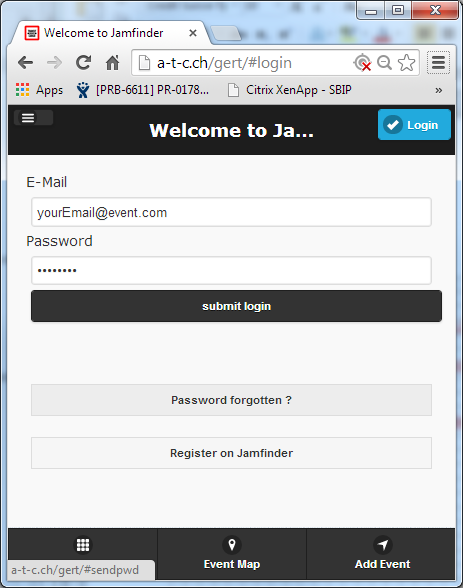 Welcome to Jamfinder
a-t-c.ch/gert/#login
Apps [PRB-6611] PR-0178... Citrix XenApp - SBIP »
Welcome to Ja...
Login
E-Mail
yourEmail@event.com
Password
••••••••
submit login
Password forgotten ?
Register on Jamfinder
Event Map
Add Event
a-t-c.ch/gert/#sendpwd